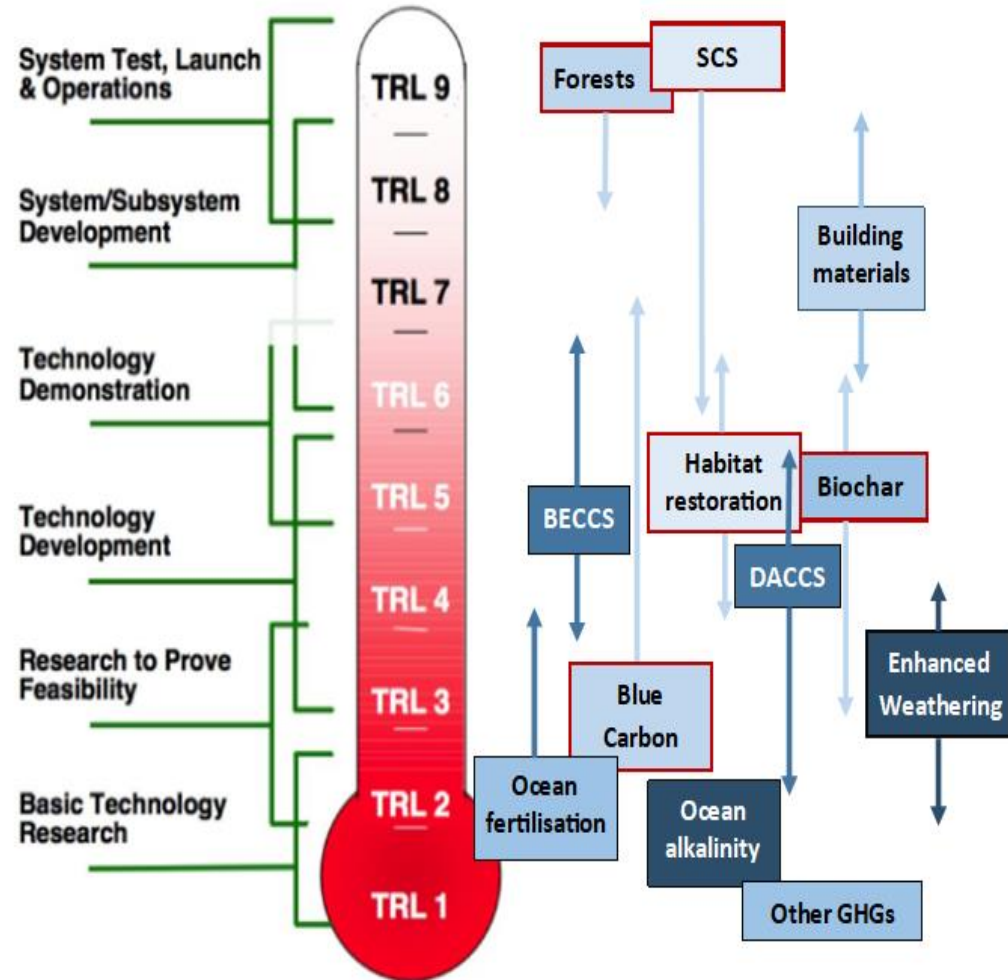 System Test, Launch
& Operations
System/Subsystem
Development
Technology
Demonstration
Technology
Development
Research to Prove
Feasibility
Basic Technology
Research
TRL 9
TRL 8
TRL 7
TRL 6
TRL 5
TRL 4
TRL 3
TRL 2
TRL 1
Forests
SCS
Building
materials
Habitat
restoration
Biochar
BECCS
DACCS
Enhanced
Weathering
Blue
Carbon
Ocean
fertilisation
Ocean
alkalinity
Other GHGs